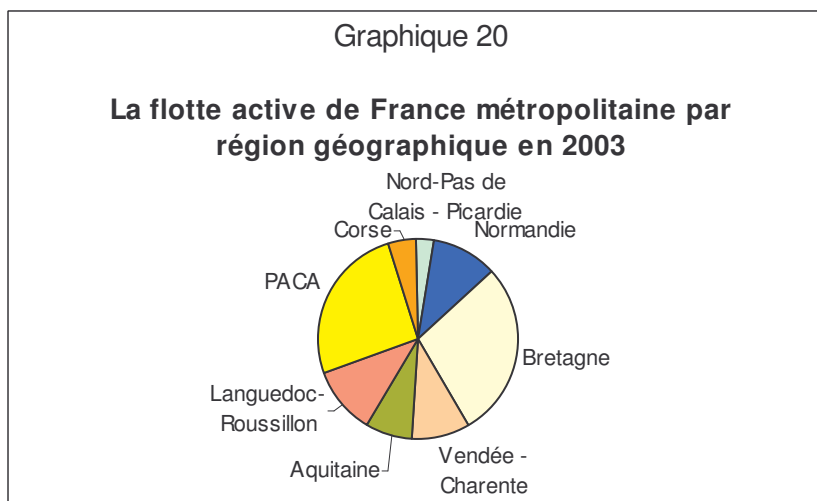 Graphique 20
La flotte active de France métropolitaine par
région géographique en 2003
Nord-Pas de
Calais - Picardie
Corse
Normandie
PACA
Bretagne
Languedoc-
Roussillon
Aquitaine
Vendée -
Charente